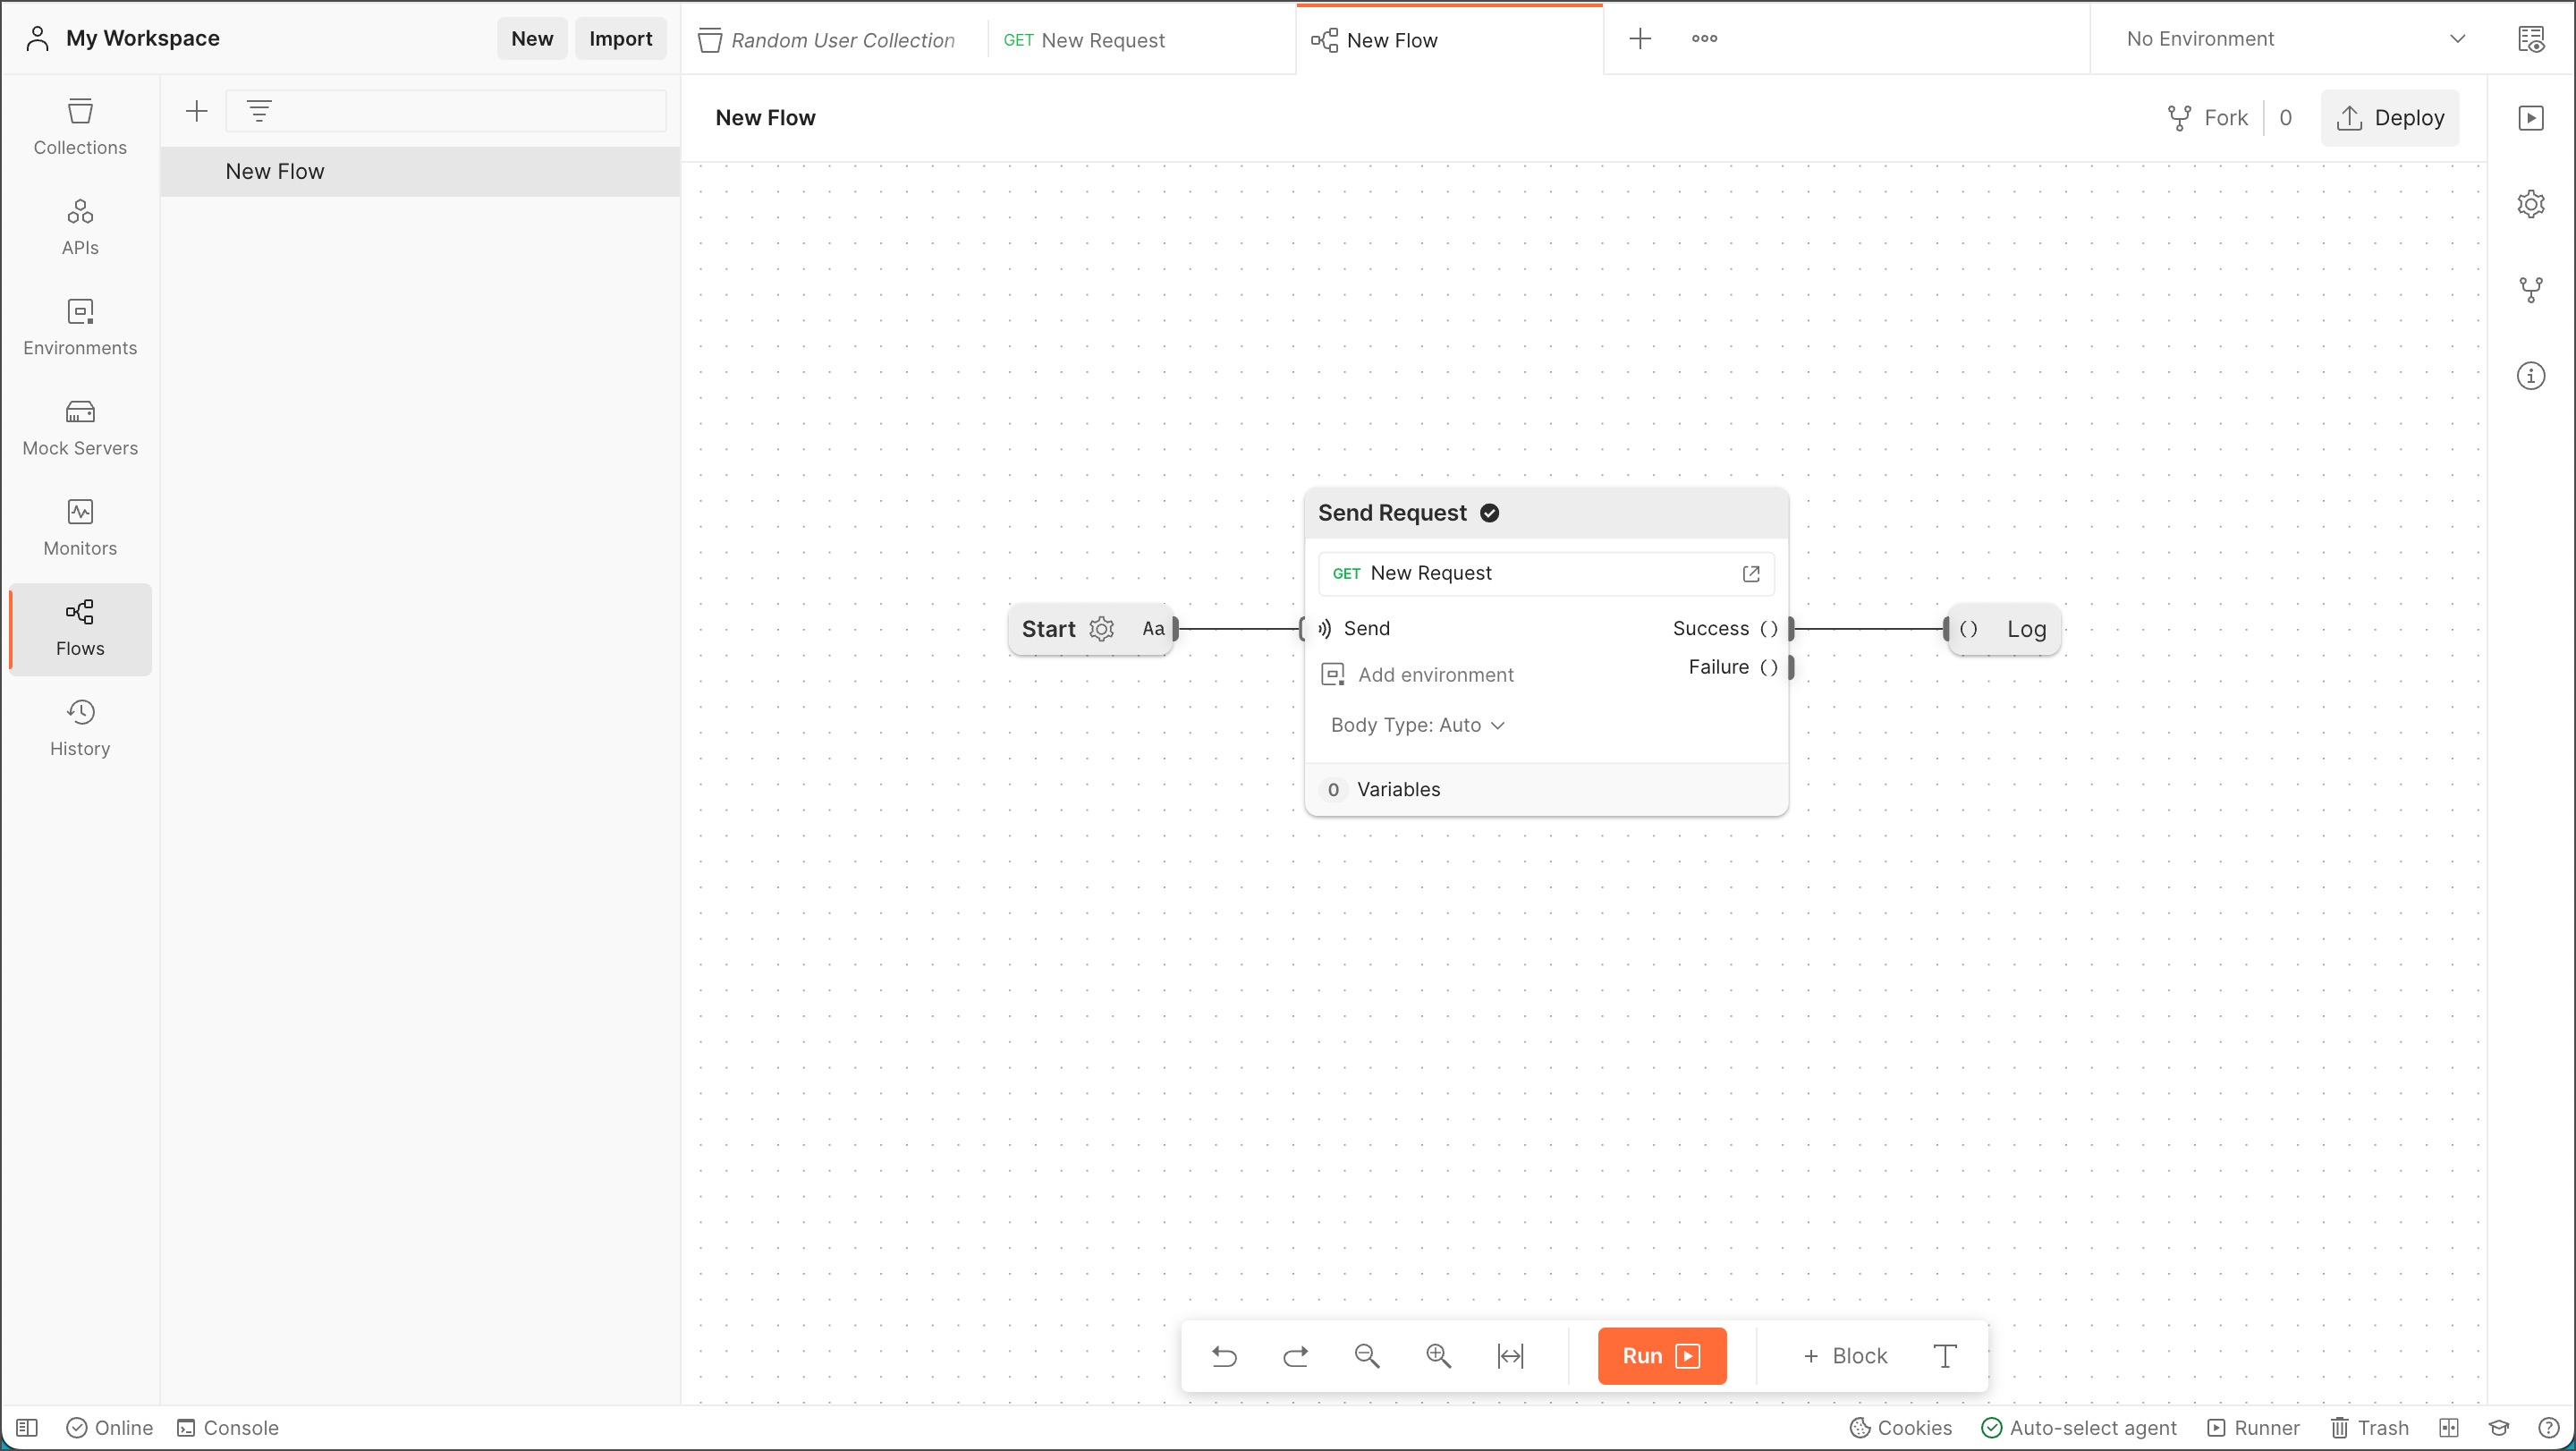 My Workspace
New
Import
Random User Collection
GET New Request
New Flow
No Environment
Collections
APIs
Environments
Mock Servers
Monitors
Flows
History
New Flow
New Flow
Fork
0
Deploy
Start
Aa
Send Request
GET New Request
Send
Success ()
Add environment
Failure ()
Body Type: Auto
0 Variables
() Log
Run
+ Block
T
Online
Console
Cookies
Auto-select agent
Runner
Trash